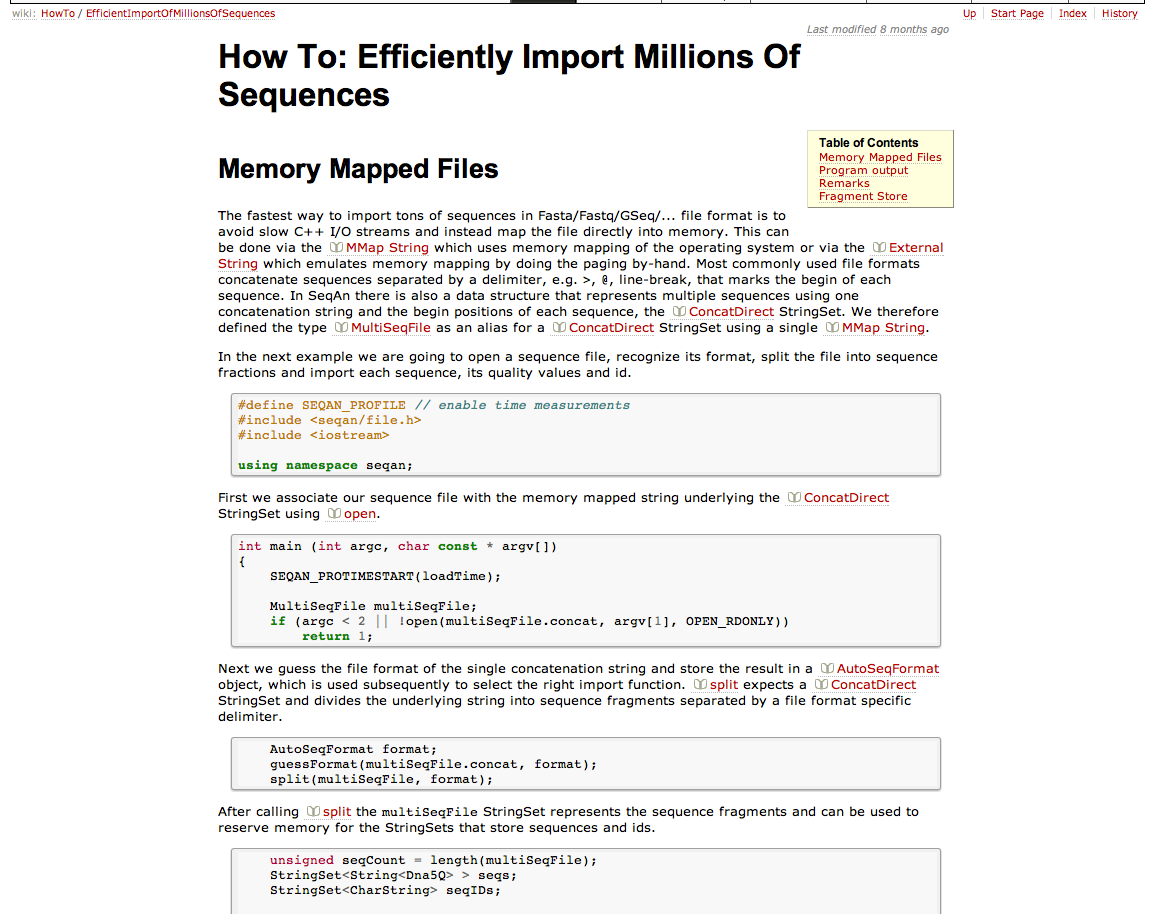 wiki: HowTo / EfficientImportOfMillionsOfSequences
Up Start Page Index History
Last modified 8 months ago
How To: Efficiently Import Millions Of
Sequences
Table of Contents
Memory Mapped Files
Program output
Remarks
Fragment Store
Memory Mapped Files
The fastest way to import tons of sequences in Fasta/Fastq/GSeq/... file format is to
avoid slow C++ I/O streams and instead map the file directly into memory. This can
be done via the MMap String which uses memory mapping of the operating system or via the External
String which emulates memory mapping by doing the paging by-hand. Most commonly used file formats
concatenate sequences separated by a delimiter, e.g. >, @, line-break, that marks the begin of each
sequence. In SeqAn there is also a data structure that represents multiple sequences using one
concatenation string and the begin positions of each sequence, the ConcatDirect StringSet. We therefore
defined the type MultiSeqFile as an alias for a ConcatDirect StringSet using a single MMap String.
In the next example we are going to open a sequence file, recognize its format, split the file into sequence
fractions and import each sequence, its quality values and id.
#define SEQAN_PROFILE // enable time measurements
#include <seqan/file.h>
#include <iostream>
using namespace seqan;
First we associate our sequence file with the memory mapped string underlying the ConcatDirect
StringSet using open.
int main (int argc, char const * argv[])
{
    SEQAN_PROTIMESTART(loadTime);
    MultiSeqFile multiSeqFile;
    if (argc < 2 || !open(multiSeqFile.concat, argv[1], OPEN_RDONLY))
        return 1;
Next we guess the file format of the single concatenation string and store the result in a AutoSeqFormat
object, which is used subsequently to select the right import function. split expects a ConcatDirect
StringSet and divides the underlying string into sequence fragments separated by a file format specific
delimiter.
    AutoSeqFormat format;
    guessFormat(multiSeqFile.concat, format);
    split(multiSeqFile, format);
After calling split the multiSeqFile StringSet represents the sequence fragments and can be used to
reserve memory for the StringSets that store sequences and ids.
    unsigned seqCount = length(multiSeqFile);
    StringSet<String<Dna5Q> > seqs;
    StringSet<CharString> seqIDs;